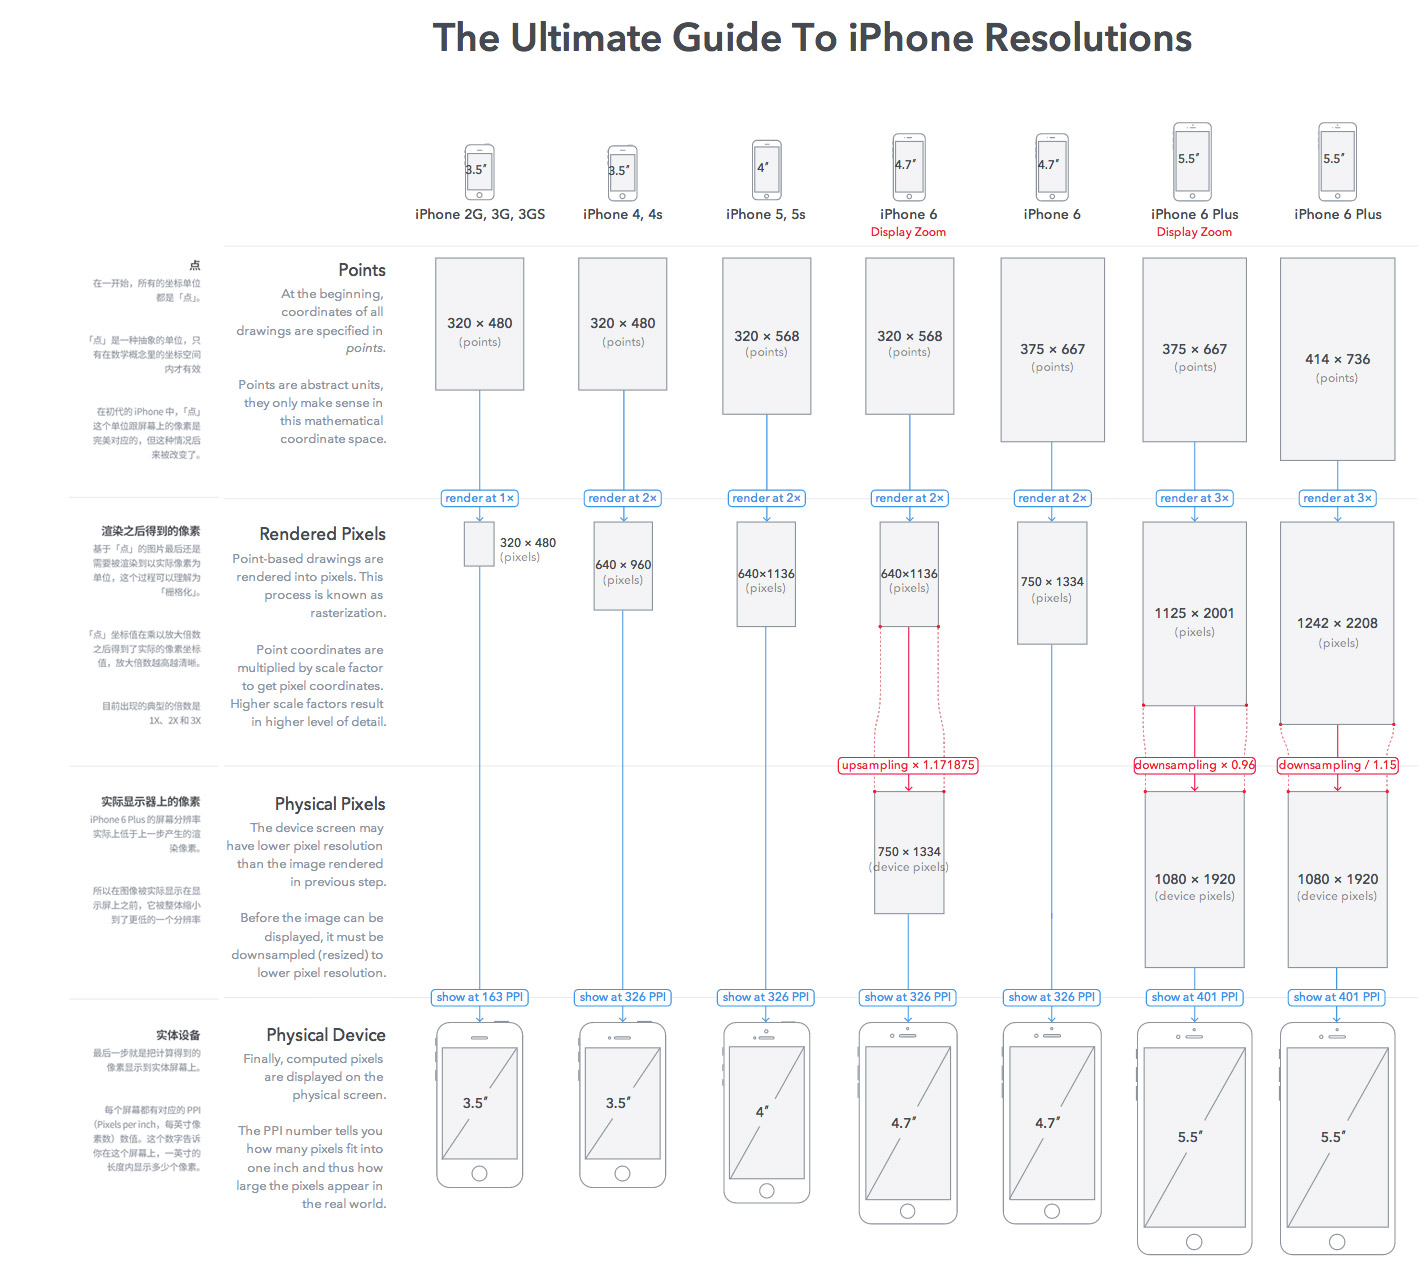 The Ultimate Guide To iPhone Resolutions
3.5″
3.5″
4″
4.7″
4.7″
5.5″
5.5″
iPhone 2G, 3G, 3GS
iPhone 4, 4s
iPhone 5, 5s
iPhone 6
Display Zoom
iPhone 6
iPhone 6 Plus
Display Zoom
iPhone 6 Plus
点
在一开始，所有的坐标单位
都是「点」。
「点」是一种抽象的单位，只
有在数学概念里的坐标空间
内才有效
在初代的 iPhone 中，「点」
这个单位跟屏幕上的像素是
完美对应的，但这种情况后
来被改变了。
Points
At the beginning,
coordinates of all
drawings are specified in
points.
Points are abstract units,
they only make sense in
this mathematical
coordinate space.
320 × 480
(points)
320 × 480
(points)
320 × 568
(points)
320 × 568
(points)
375 × 667
(points)
375 × 667
(points)
414 × 736
(points)
render at 1×
render at 2×
render at 2×
render at 2×
render at 2×
render at 3×
render at 3×
渲染之后得到的像素
基于「点」的图片最后还是
需要被渲染到以实际像素为
单位，这个过程可以理解为
「栅格化」。
「点」坐标值在乘以放大倍数
之后得到了实际的像素坐标
值，放大倍数越高越清晰。
目前出现的典型的倍数是
1X、2X 和 3X
Rendered Pixels
Point-based drawings are
rendered into pixels. This
process is known as
rasterization.
Point coordinates are
multiplied by scale factor
to get pixel coordinates.
Higher scale factors result
in higher level of detail.
320 × 480
(pixels)
640 × 960
(pixels)
640×1136
(pixels)
640×1136
(pixels)
750 × 1334
(pixels)
1125 × 2001
(pixels)
1242 × 2208
(pixels)
upsampling × 1.171875
downsampling × 0.96
downsampling / 1.15
实际显示器上的像素
iPhone 6 Plus 的屏幕分辨率
实际上低于上一步产生的渲
染像素。
所以在图像被实际显示在显
示屏上之前，它被整体缩小
到了更低的一个分辨率
Physical Pixels
The device screen may
have lower pixel resolution
than the image rendered
in previous step.
Before the image can be
displayed, it must be
downsampled (resized) to
lower pixel resolution.
750 × 1334
(device pixels)
1080 × 1920
(device pixels)
1080 × 1920
(device pixels)
show at 163 PPI
show at 326 PPI
show at 326 PPI
show at 326 PPI
show at 326 PPI
show at 401 PPI
show at 401 PPI
实体设备
最后一步就是把计算得到的
像素显示到实体屏幕上。
每个屏幕都有对应的 PPI
（Pixels per inch，每英寸像
素数）数值。这个数字告诉
你在这个屏幕上，一英寸的
长度内显示多少个像素。
Physical Device
Finally, computed pixels
are displayed on the
physical screen.
The PPI number tells you
how many pixels fit into
one inch and thus how
large the pixels appear in
the real world.
3.5″
3.5″
4″
4.7″
4.7″
5.5″
5.5″